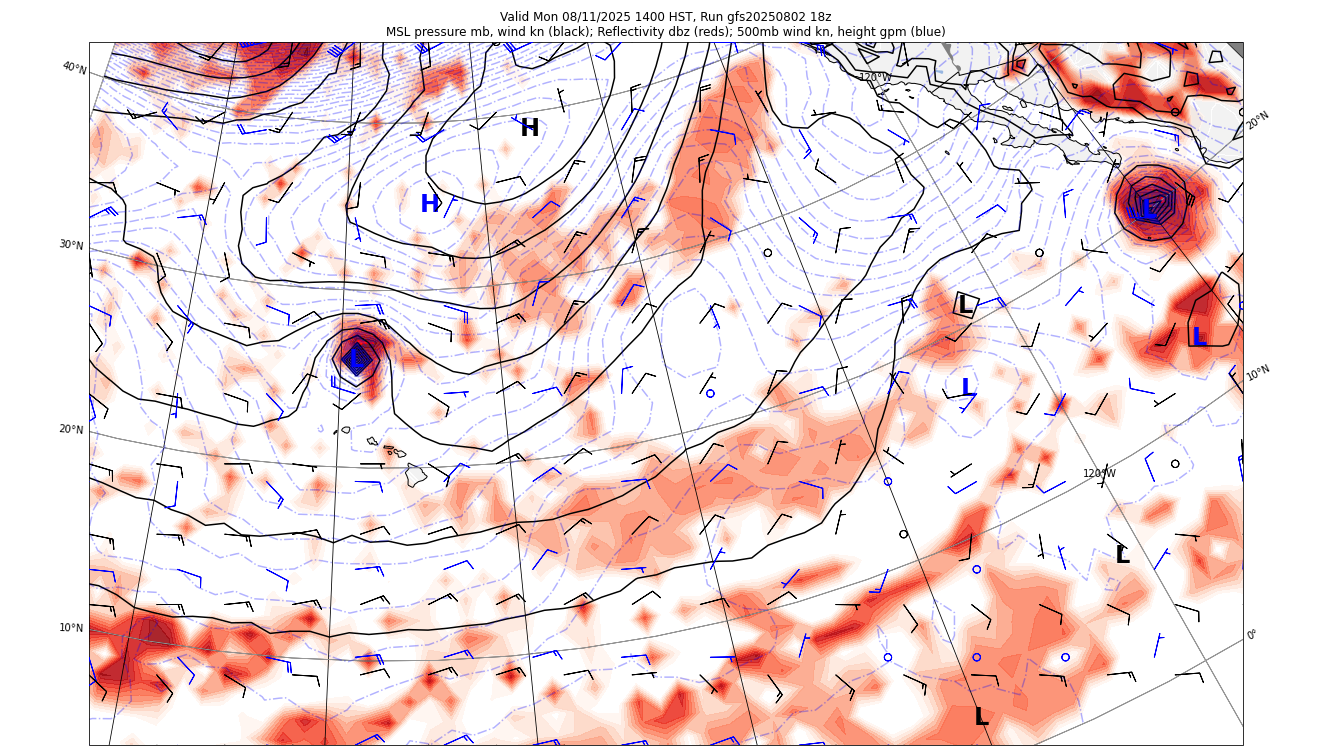 Valid Mon 08/11/2025 1400 HST, Run gfs20250802 18z
MSL pressure mb, wind kn (black); Reflectivity dbz (reds); 500mb wind kn, height gpm (blue)
40°N
120°W
20°N
H
H
L
30°N
L
L
L
10°N
L
20°N
120°W
L
10°N
0°
L